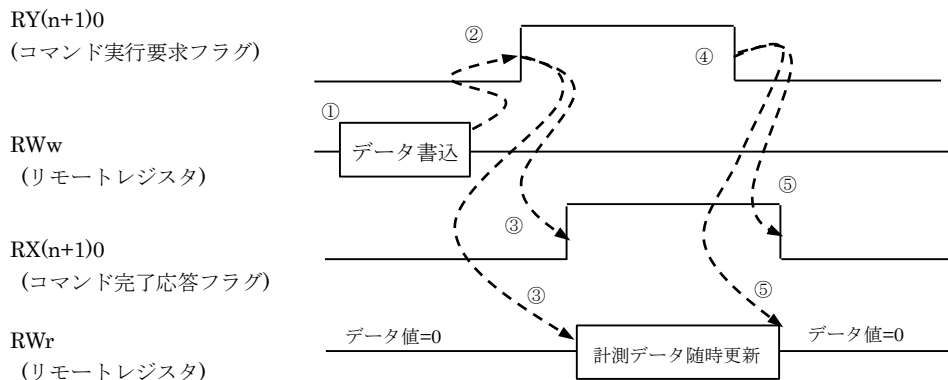 RY(n+1)0
(コマンド実行要求フラグ)
②
④
①
RWw
(リモートレジスタ)
データ書込
⑤
③
RX(n+1)0
(コマンド完了応答フラグ)
③
⑤
データ値=0
データ値=0
RWr
(リモートレジスタ)
計測データ随時更新